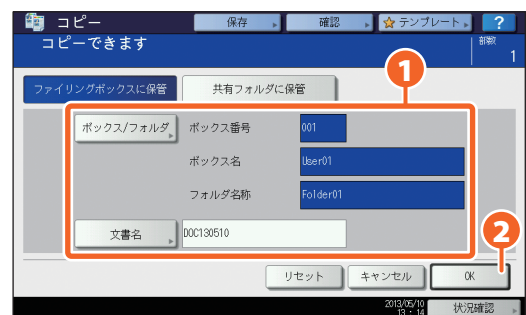 コピー 保存 確認 テンプレート ?
コピーできます 部数 1
1
ファイリングボックスに保管 共有フォルダに保管
ボックス/フォルダ ボックス番号 001
ボックス名 User01
フォルダ名称 Folder01
文書名 DOC130510
2
リセット キャンセル OK
2013/05/10
13:14 状況確認